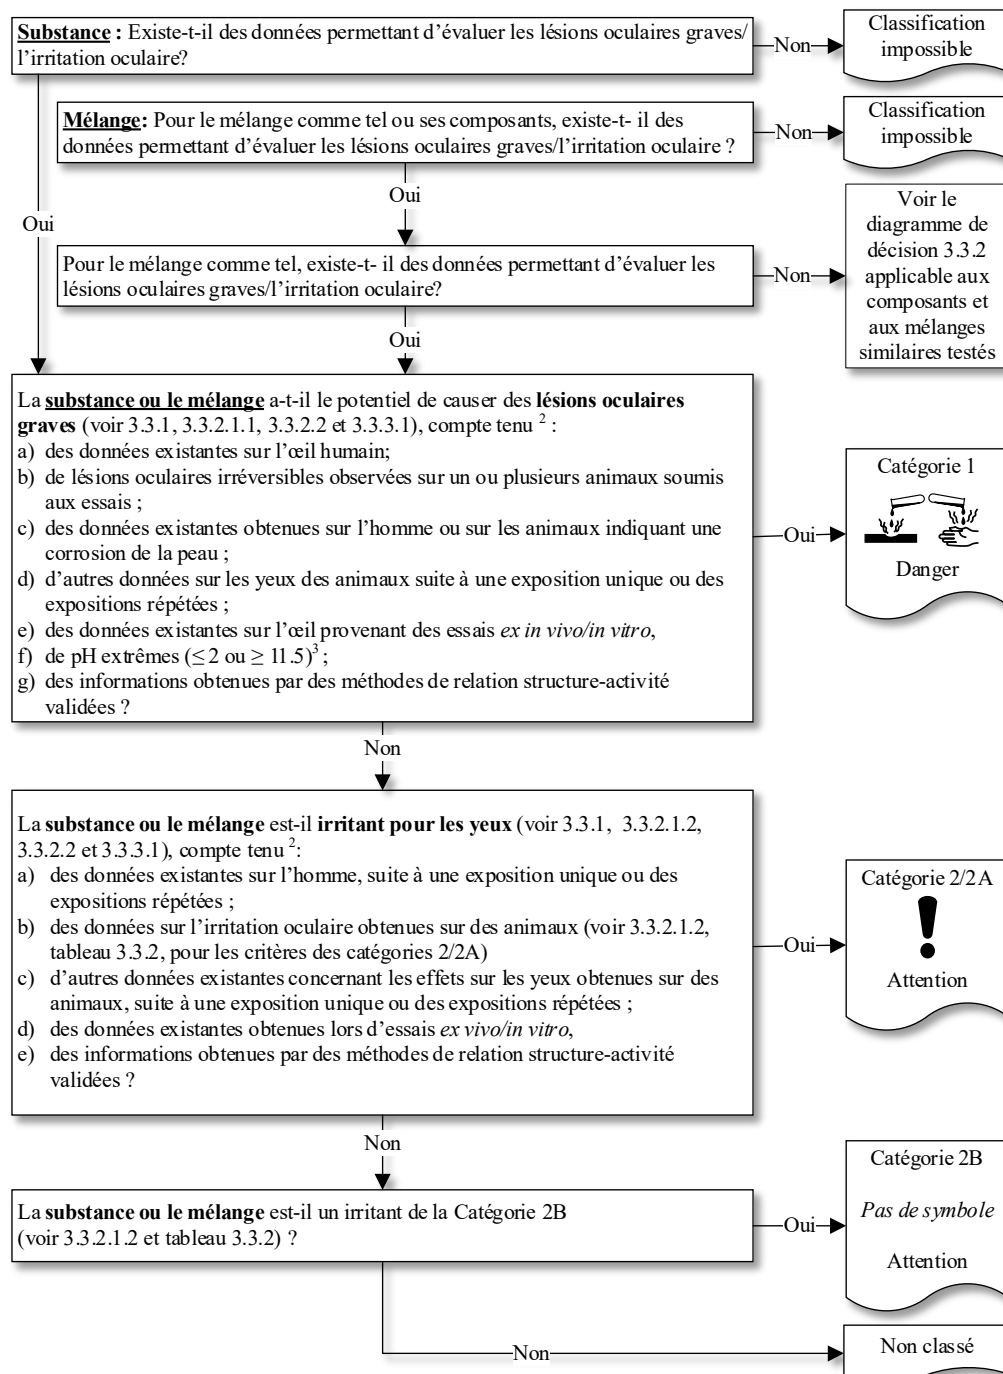 Substance : Existe-t-il des données permettant d’évaluer les lésions oculaires graves/
l’irritation oculaire?
Non
Classification
impossible
Mélange: Pour le mélange comme tel ou ses composants, existe-t- il des
données permettant d’évaluer les lésions oculaires graves/l’irritation oculaire ?
Non
Classification
impossible
Oui
Oui
Pour le mélange comme tel, existe-t- il des données permettant d’évaluer les
lésions oculaires graves/l’irritation oculaire?
Non
Voir le
diagramme de
décision 3.3.2
applicable aux
composants et
aux mélanges
similaires testés
Oui
La substance ou le mélange a-t-il le potentiel de causer des lésions oculaires
graves (voir 3.3.1, 3.3.2.1.1, 3.3.2.2 et 3.3.3.1), compte tenu 2 :
a) des données existantes sur l’œil humain;
b) de lésions oculaires irréversibles observées sur un ou plusieurs animaux soumis
aux essais ;
c) des données existantes obtenues sur l’homme ou sur les animaux indiquant une
corrosion de la peau ;
d) d’autres données sur les yeux des animaux suite à une exposition unique ou des
expositions répétées ;
e) des données existantes sur l’œil provenant des essais ex in vivo/in vitro,
f) de pH extrêmes (≤ 2 ou ≥ 11.5)3 ;
g) des informations obtenues par des méthodes de relation structure-activité
validées ?
Oui
Catégorie 1
Danger
Non
La substance ou le mélange est-il irritant pour les yeux (voir 3.3.1, 3.3.2.1.2,
3.3.2.2 et 3.3.3.1), compte tenu 2:
a) des données existantes sur l’homme, suite à une exposition unique ou des
expositions répétées ;
b) des données sur l’irritation oculaire obtenues sur des animaux (voir 3.3.2.1.2,
tableau 3.3.2, pour les critères des catégories 2/2A)
c) d’autres données existantes concernant les effets sur les yeux obtenues sur des
animaux, suite à une exposition unique ou des expositions répétées ;
d) des données existantes obtenues lors d’essais ex vivo/in vitro,
e) des informations obtenues par des méthodes de relation structure-activité
validées ?
Oui
Catégorie 2/2A
Attention
Non
La substance ou le mélange est-il un irritant de la Catégorie 2B
(voir 3.3.2.1.2 et tableau 3.3.2) ?
Oui
Catégorie 2B
Pas de symbole
Attention
Non
Non classé